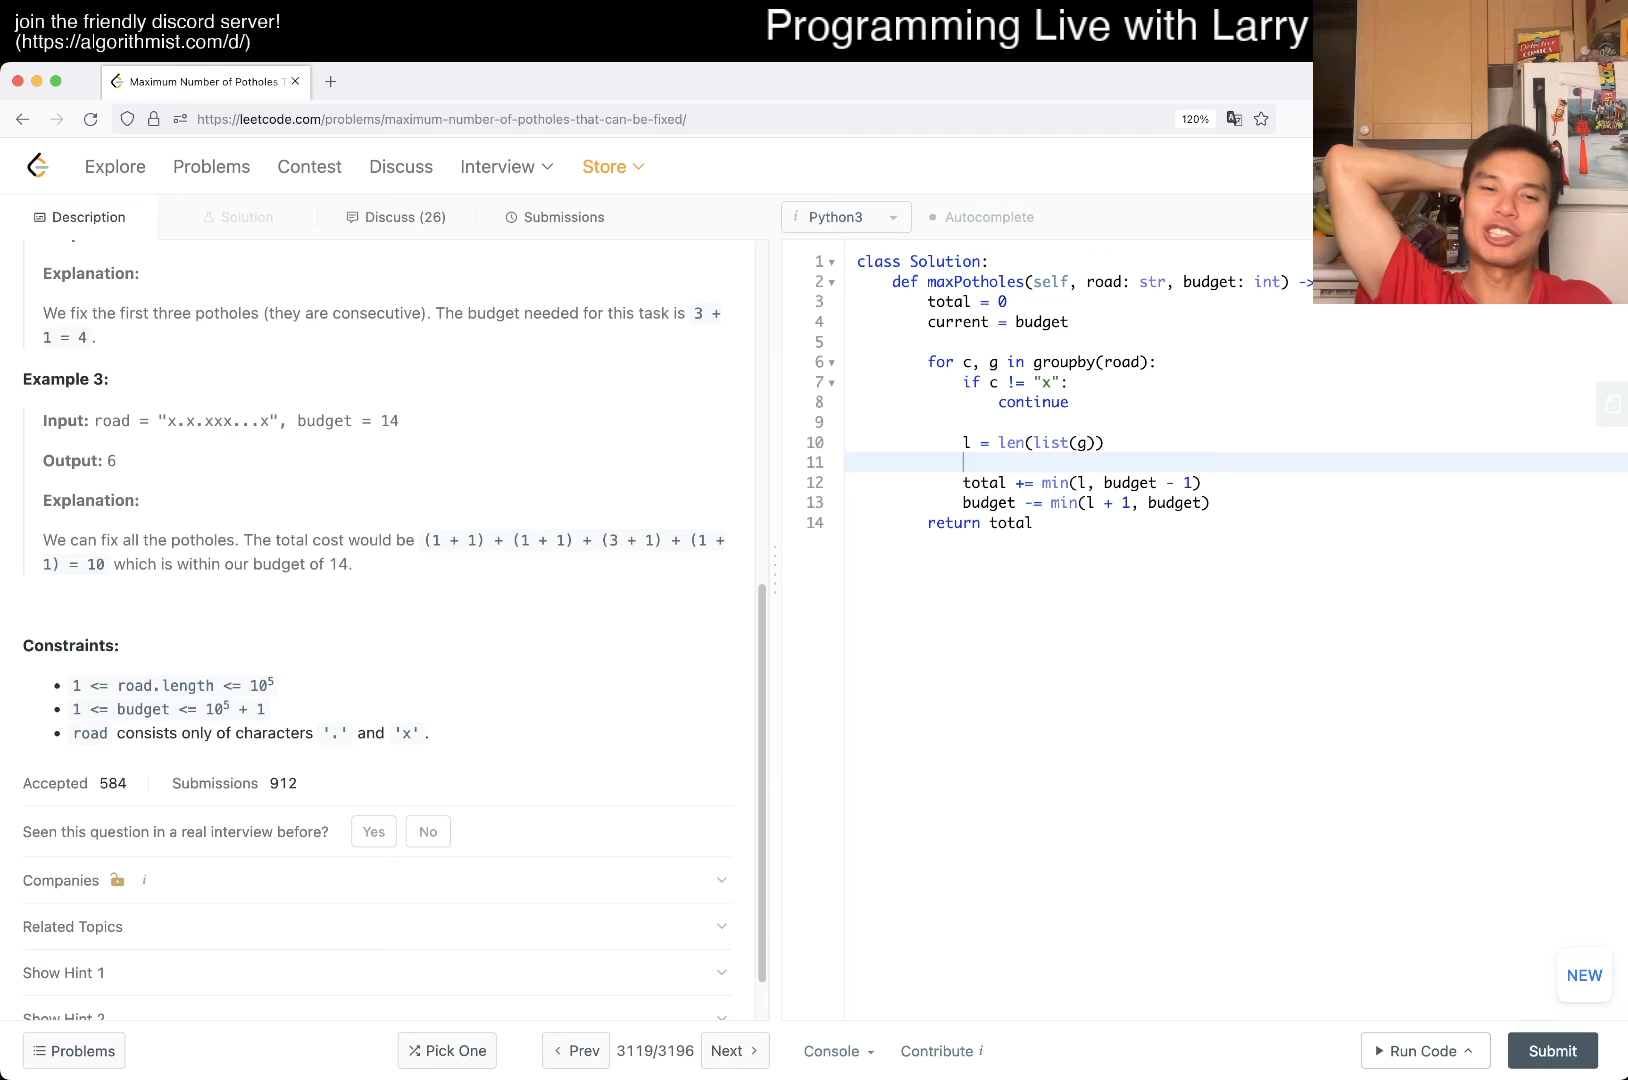 join the friendly discord server!
(https://algorithmist.com/d/)
Programming Live with Larry
Maximum Number of Potholes T
https://leetcode.com/problems/maximum-number-of-potholes-that-can-be-fixed/
120%
Explore
Problems
Contest
Discuss
Interview
Store
Description
Solution
Discuss (26)
Submissions
Explanation:
We fix the first three potholes (they are consecutive). The budget needed for this task is 3 +
1 = 4 .
Example 3:
Input: road = "x.x.xxx...x", budget = 14
Output: 6
Explanation:
We can fix all the potholes. The total cost would be (1 + 1) + (1 + 1) + (3 + 1) + (1 +
1) = 10 which is within our budget of 14.
Constraints:
1 <= road.length <= 10⁵
1 <= budget <= 10⁵ + 1
road consists only of characters '.' and 'x' .
Accepted 584
Submissions 912
Seen this question in a real interview before?
Yes
No
Companies i
Related Topics
Show Hint 1
Show Hint 2
Problems
Pick One
Prev
3119/3196
Next
i Python3
Autocomplete
1 class Solution:
2 def maxPotholes(self, road: str, budget: int) ->
3 total = 0
4 current = budget
5
6 for c, g in groupby(road):
7 if c != "x":
8 continue
9
10 l = len(list(g))
11
12 total += min(l, budget - 1)
13 budget -= min(l + 1, budget)
14 return total
NEW
Console
Contribute i
Run Code
Submit
DETECTIVE
COMICS